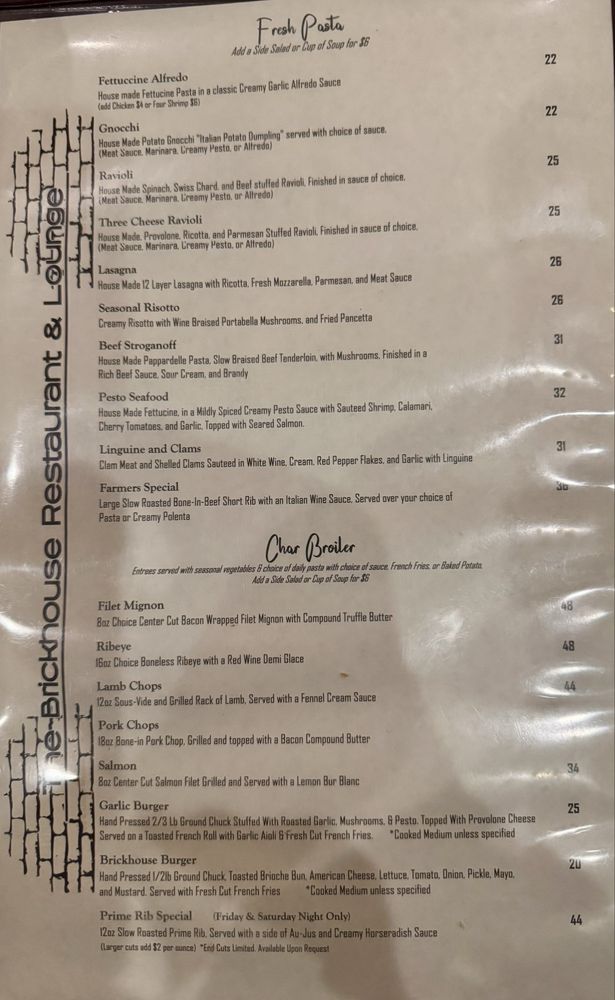 Fresh Pasta
Add a Side Salad or Cup of Soup for $6
Fettuccine Alfredo 22
House made Fettucine Pasta in a classic Creamy Garlic Alfredo Sauce
(add Chicken $4 or Four Shrimp $6)
Gnocchi 22
House Made Potato Gnocchi "Italian Potato Dumpling" served with choice of sauce.
(Meat Sauce, Marinara, Creamy Pesto, or Alfredo)
Ravioli 25
House Made Spinach, Swiss Chard, and Beef stuffed Ravioli, Finished in sauce of choice,
(Meat Sauce, Marinara, Creamy Pesto, or Alfredo)
Three Cheese Ravioli 25
House Made, Provolone, Ricotta, and Parmesan Stuffed Ravioli, Finished in sauce of choice,
(Meat Sauce, Marinara, Creamy Pesto, or Alfredo)
Lasagna 26
House Made 12 Layer Lasagna with Ricotta, Fresh Mozzarella, Parmesan, and Meat Sauce
Seasonal Risotto 26
Creamy Risotto with Wine Braised Portabella Mushrooms, and Fried Pancetta
Beef Stroganoff 31
House Made Pappardelle Pasta, Slow Braised Beef Tenderloin, with Mushrooms, Finished in a
Rich Beef Sauce, Sour Cream, and Brandy
Pesto Seafood 32
House Made Fettucine, in a Mildly Spiced Creamy Pesto Sauce with Sauteed Shrimp, Calamari,
Cherry Tomatoes, and Garlic, Topped with Seared Salmon.
Linguine and Clams 31
Clam Meat and Shelled Clams Sauteed in White Wine, Cream, Red Pepper Flakes, and Garlic with Linguine
Farmers Special
Large Slow Roasted Bone-In-Beef Short Rib with an Italian Wine Sauce, Served over your choice of
Pasta or Creamy Polenta
Char Broiler
Entrees served with seasonal vegetables & choice of daily pasta with choice of sauce, French Fries, or Baked Potato.
Add a Side Salad or Cup of Soup for $6
Filet Mignon 48
8oz Choice Center Cut Bacon Wrapped Filet Mignon with Compound Truffle Butter
Ribeye 48
16oz Choice Boneless Ribeye with a Red Wine Demi Glace
Lamb Chops 44
12oz Sous-Vide and Grilled Rack of Lamb, Served with a Fennel Cream Sauce
Pork Chops
18oz Bone-in Pork Chop, Grilled and topped with a Bacon Compound Butter
Salmon 34
8oz Center Cut Salmon Filet Grilled and Served with a Lemon Bur Blanc
Garlic Burger 25
Hand Pressed 2/3 Lb Ground Chuck Stuffed With Roasted Garlic, Mushrooms, & Pesto, Topped With Provolone Cheese
Served on a Toasted French Roll with Garlic Aioli & Fresh Cut French Fries. *Cooked Medium unless specified
Brickhouse Burger 20
Hand Pressed 1/2lb Ground Chuck, Toasted Brioche Bun, American Cheese, Lettuce, Tomato, Onion, Pickle, Mayo,
and Mustard. Served with Fresh Cut French Fries *Cooked Medium unless specified
Prime Rib Special (Friday & Saturday Night Only) 44
12oz Slow Roasted Prime Rib, Served with a side of Au-Jus and Creamy Horseradish Sauce
(Larger cuts add $2 per ounce) *End Cuts Limited, Available Upon Request
The-Brickhouse Restaurant & Lounge